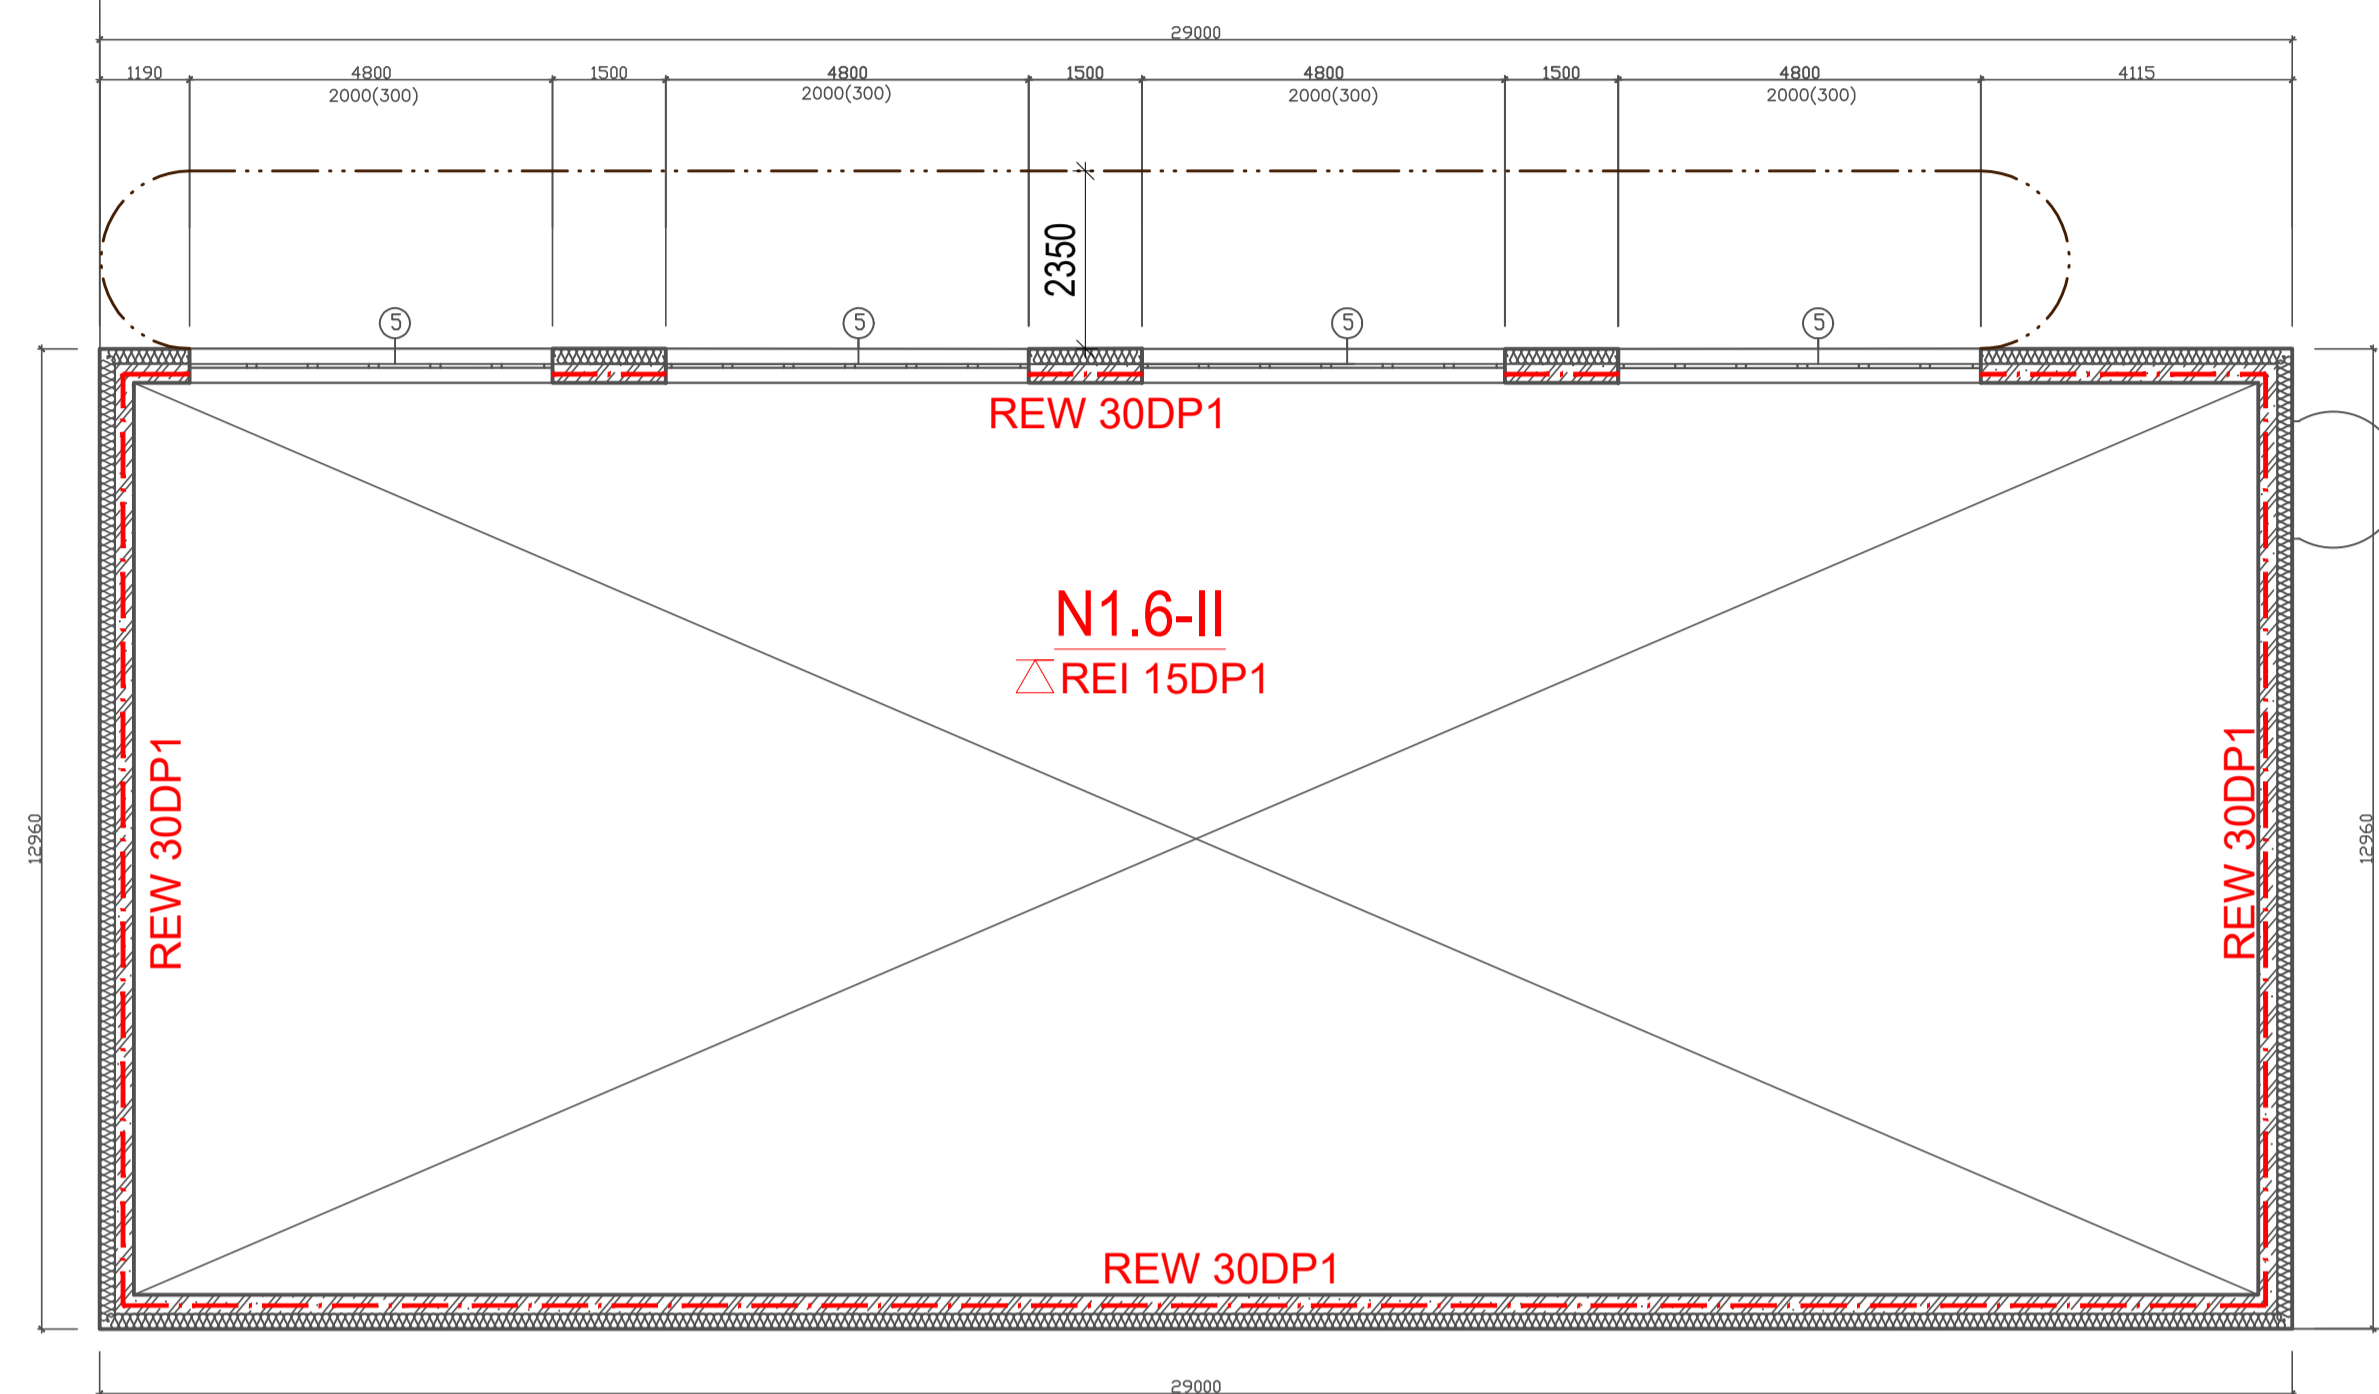 29000
1190 4800 1500 4800 1500 4800 1500 4800 4115
2000(300) 2000(300) 2000(300) 2000(300)
2350
5 5 5 5
REW 30DP1
N1.6-II
REI 15DP1
REW 30DP1
REW 30DP1
12960
12960
REW 30DP1
29000